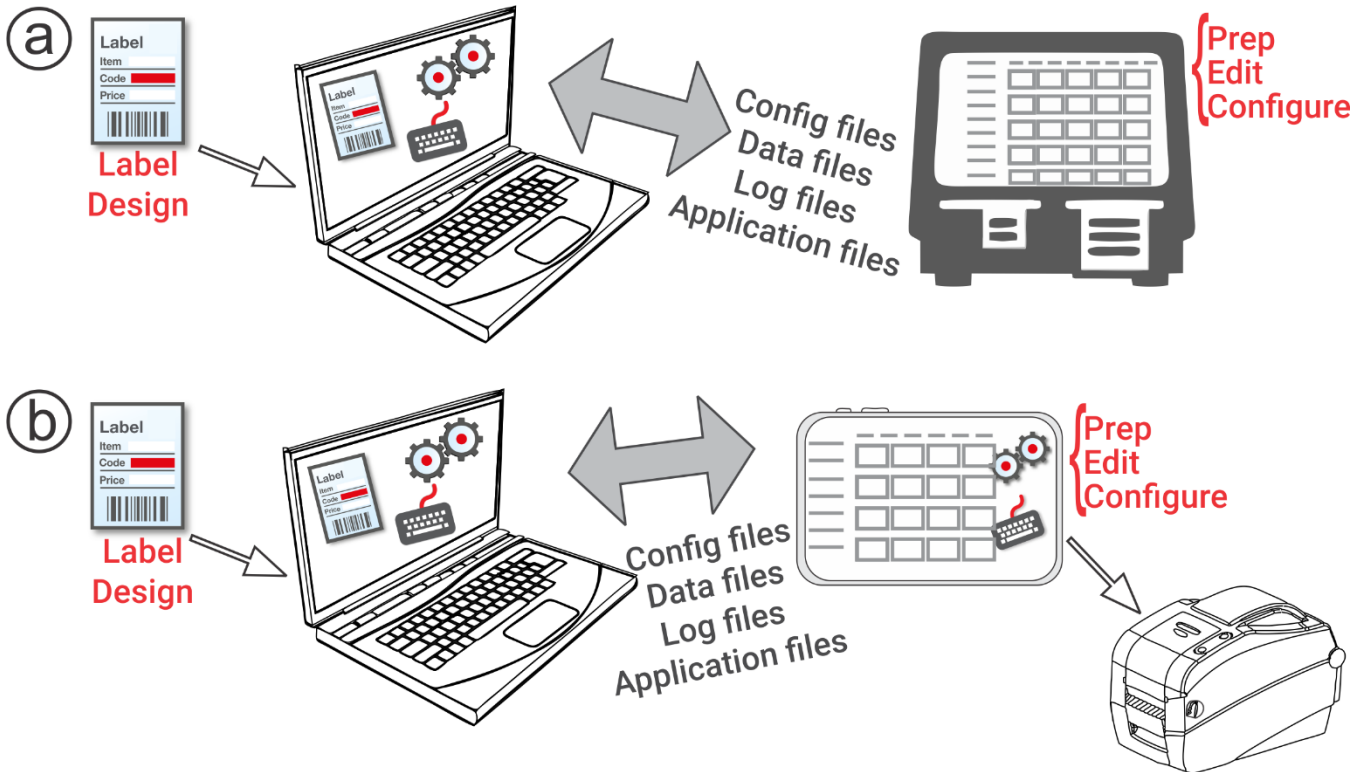 a
Label
Item
Code
Price
Label
Design
Label
Item
Code
Price
Config files
Data files
Log files
Application files
Prep
Edit
Configure
b
Label
Item
Code
Price
Label
Design
Label
Item
Code
Price
Config files
Data files
Log files
Application files
Prep
Edit
Configure